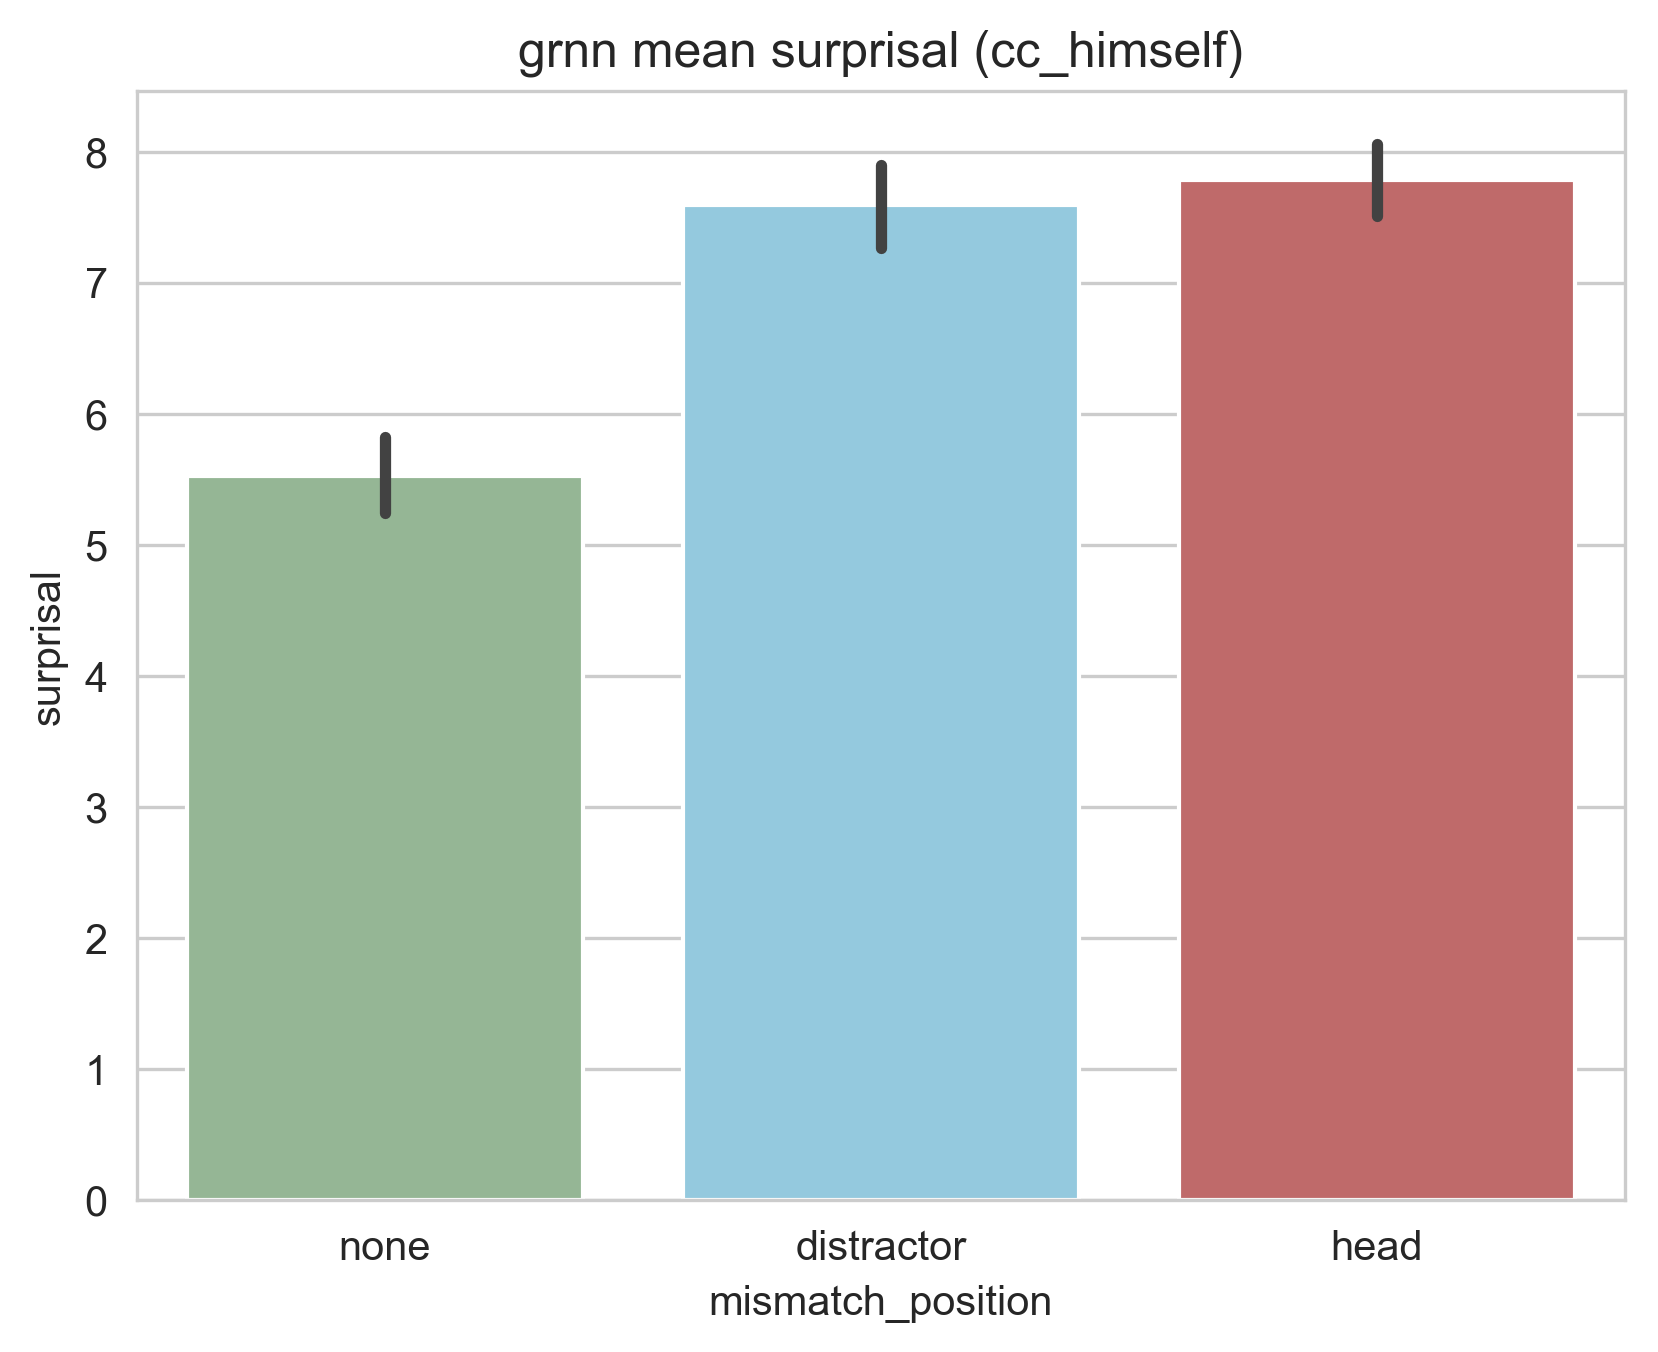 grnn mean surprisal (cc_himself)
surprisal
8
7
6
5
4
3
2
1
0
none distractor head
mismatch_position